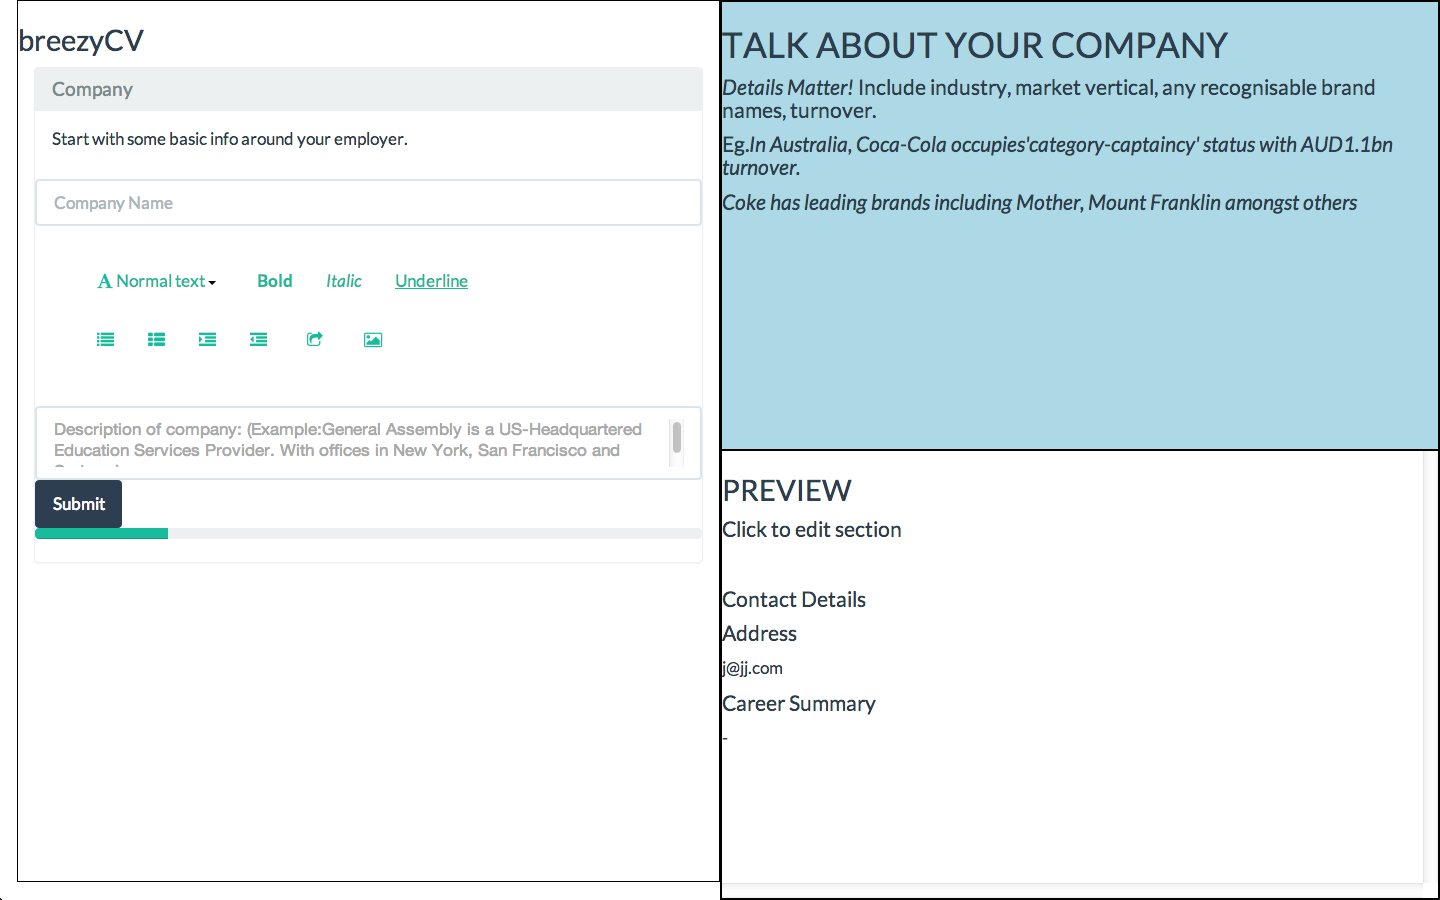 breezyCV
Company
Start with some basic info around your employer.
Company Name
A Normal text
Bold
Italic
Underline
Description of company: (Example:General Assembly is a US-Headquartered
Education Services Provider. With offices in New York, San Francisco and
Submit
TALK ABOUT YOUR COMPANY
Details Matter! Include industry, market vertical, any recognisable brand
names, turnover.
Eg.In Australia, Coca-Cola occupies'category-captaincy' status with AUD1.1bn
turnover.
Coke has leading brands including Mother, Mount Franklin amongst others
PREVIEW
Click to edit section
Contact Details
Address
j@jj.com
Career Summary
-